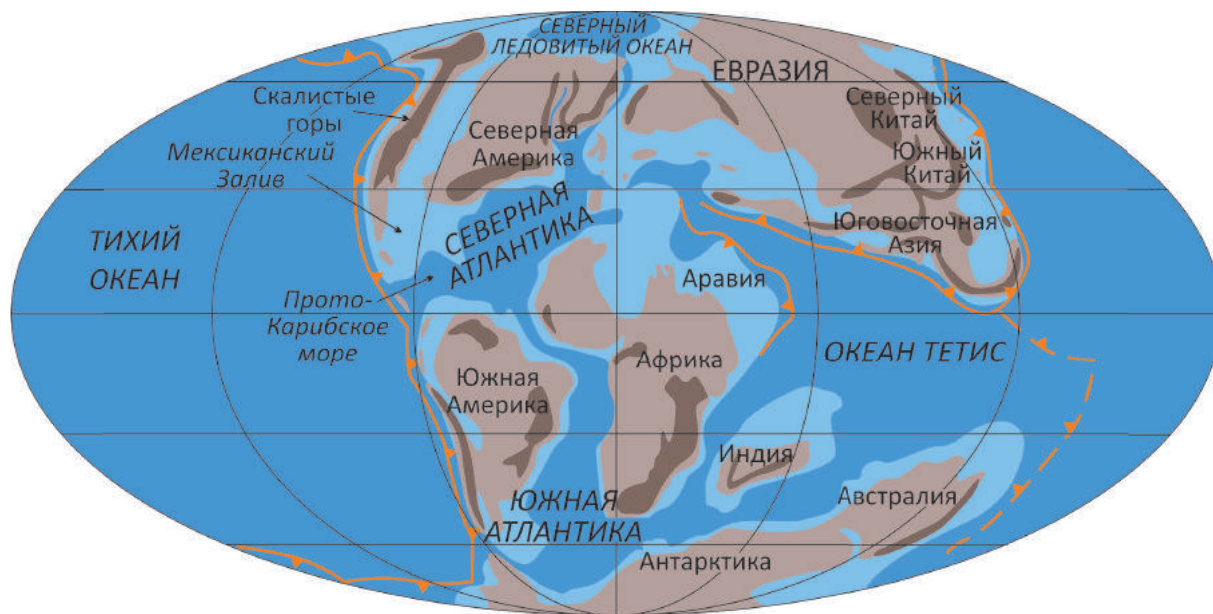 СЕВЕРНЫЙ
ЛЕДОВИТЫЙ ОКЕАН
ЕВРАЗИЯ
Скалистые
горы
Северный
Китай
Северная
Америка
Мексиканский
Залив
Южный
Китай
СЕВЕРНАЯ
АТЛАНТИКА
Юговосточная
Азия
ТИХИЙ
ОКЕАН
Аравия
Прото-
Карибское
море
ОКЕАН ТЕТИС
Африка
Южная
Америка
Индия
Австралия
ЮЖНАЯ
АТЛАНТИКА
Антарктика